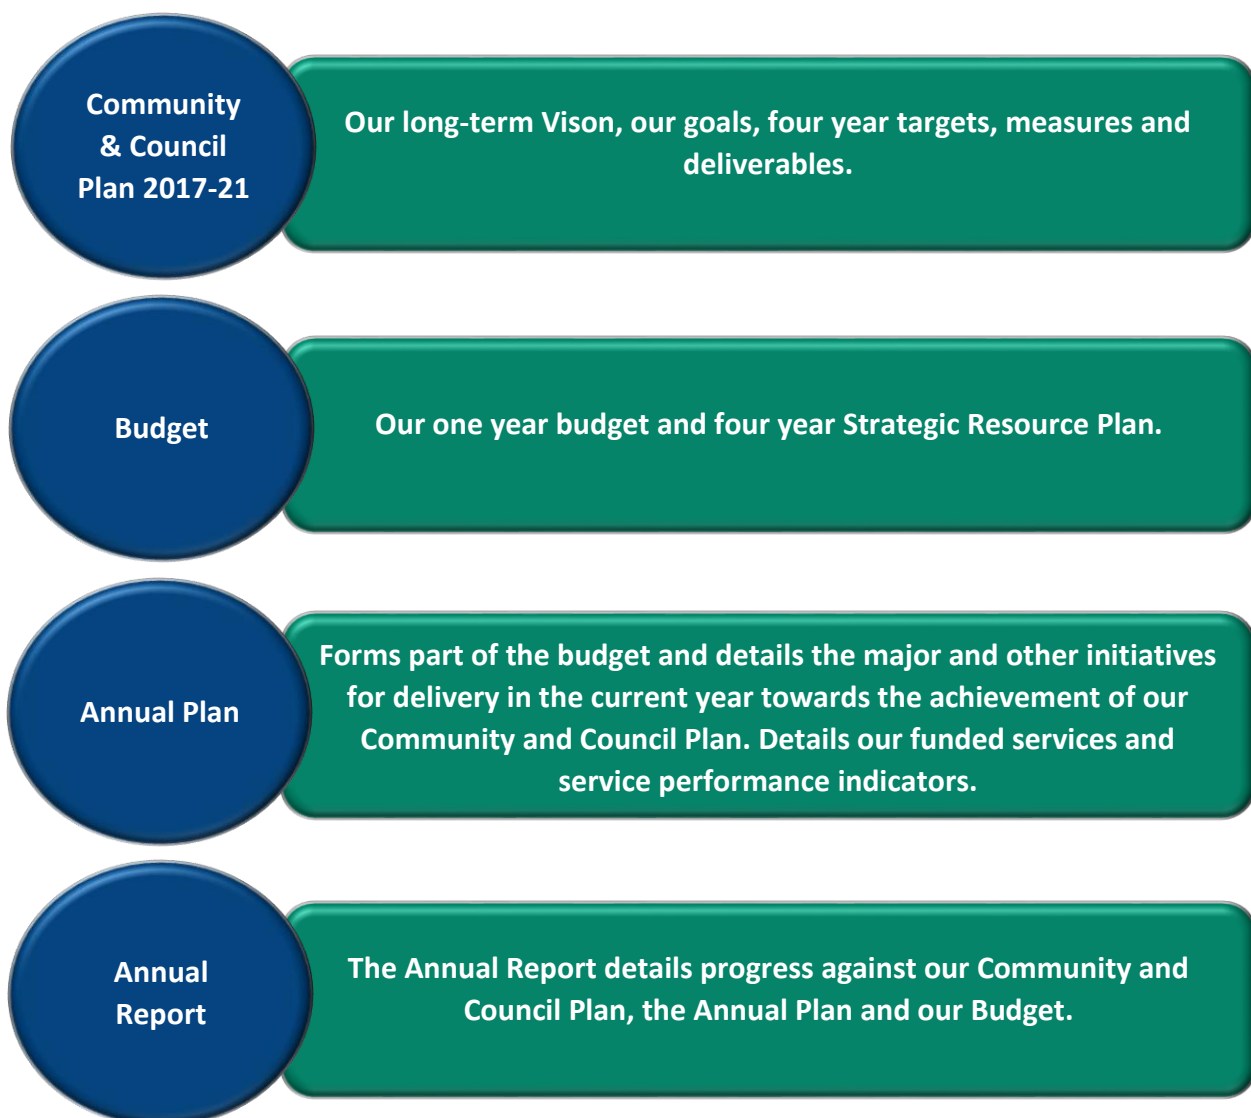 Community
& Council
Plan 2017-21
Our long-term Vison, our goals, four year targets, measures and
deliverables.
Budget
Our one year budget and four year Strategic Resource Plan.
Annual Plan
Forms part of the budget and details the major and other initiatives
for delivery in the current year towards the achievement of our
Community and Council Plan. Details our funded services and
service performance indicators.
Annual
Report
The Annual Report details progress against our Community and
Council Plan, the Annual Plan and our Budget.